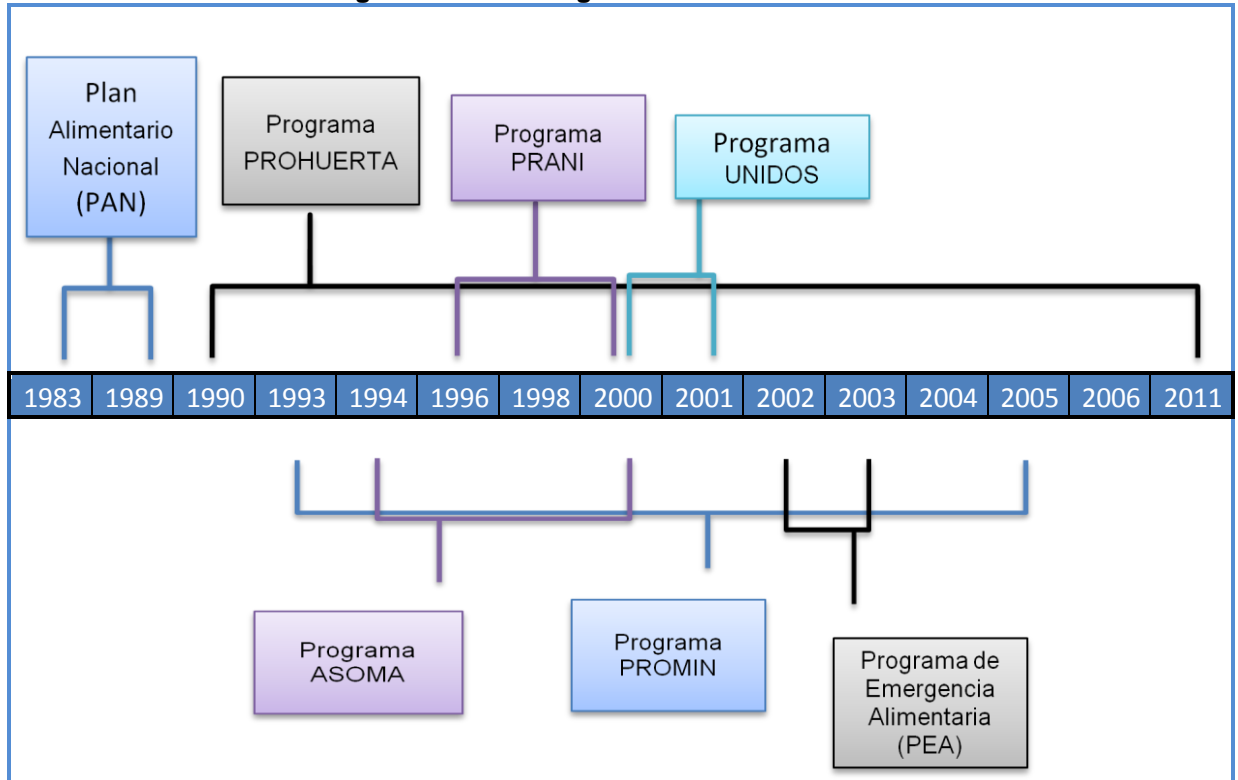 Plan
Alimentario
Nacional
(PAN)
Programa
PROHUERTA
Programa
PRANI
Programa
UNIDOS
1983 1989 1990 1993 1994 1996 1998 2000 2001 2002 2003 2004 2005 2006 2011
Programa
ASOMA
Programa
PROMIN
Programa de
Emergencia
Alimentaria
(PEA)